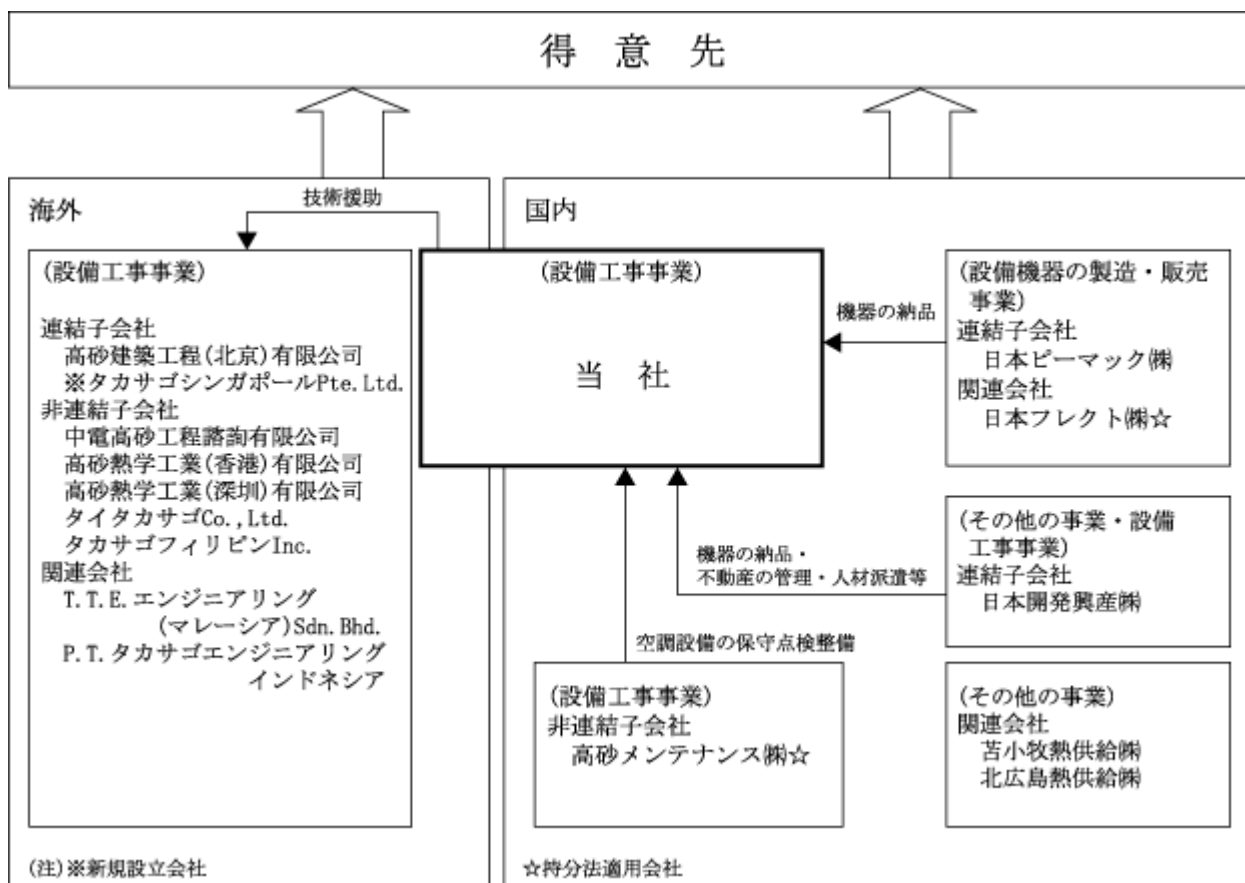 得 意 先
海外
技術援助
(設備工事事業)
連結子会社
高砂建築工程(北京)有限公司
※タカサゴシンガポールPte.Ltd.
非連結子会社
中電高砂工程諮詢有限公司
高砂熱学工業(香港)有限公司
高砂熱学工業(深圳)有限公司
タイタカサゴCo.,Ltd.
タカサゴフィリピンInc.
関連会社
T.T.E.エンジニアリング
(マレーシア)Sdn.Bhd.
P.T.タカサゴエンジニアリング
インドネシア
(注)※新規設立会社
国内
(設備工事事業)
当 社
機器の納品
(設備機器の製造・販売
事業)
連結子会社
日本ピーマック㈱
関連会社
日本フレクト㈱☆
機器の納品・
不動産の管理・人材派遣等
(その他の事業・設備
工事事業)
連結子会社
日本開発興産㈱
空調設備の保守点検整備
(設備工事事業)
非連結子会社
高砂メンテナンス㈱☆
(その他の事業)
関連会社
苫小牧熱供給㈱
北広島熱供給㈱
☆持分法適用会社